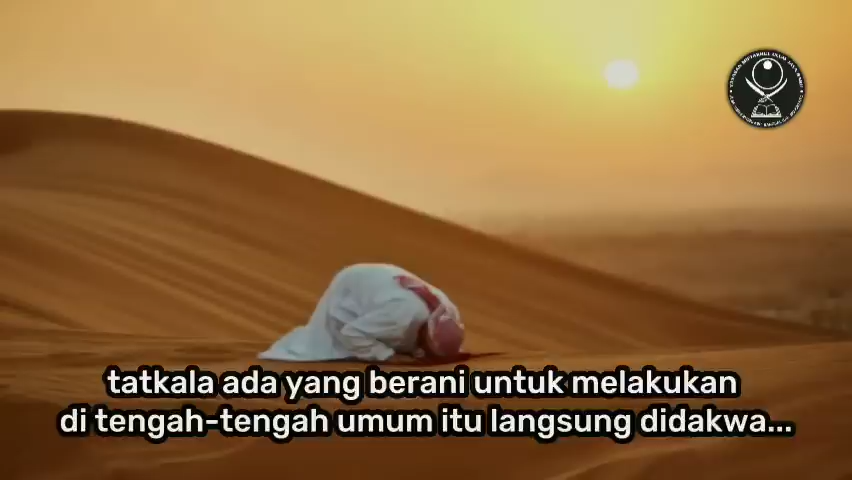 tatkala ada yang berani untuk melakukan
di tengah-tengah umum itu langsung didakwa...